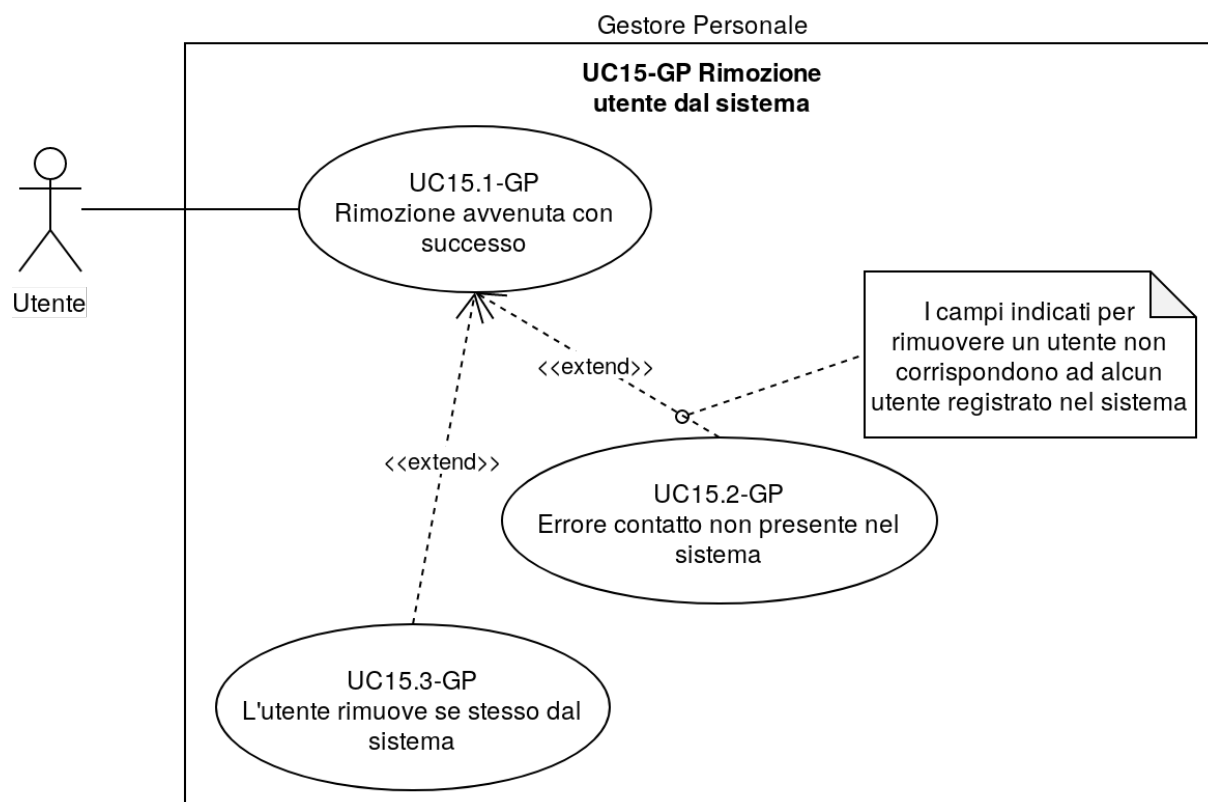 Gestore Personale
UC15-GP Rimozione
utente dal sistema
UC15.1-GP
Rimozione avvenuta con
successo
Utente
I campi indicati per
rimuovere un utente non
corrispondono ad alcun
utente registrato nel sistema
<<extend>>
<<extend>>
UC15.2-GP
Errore contatto non presente nel
sistema
UC15.3-GP
L'utente rimuove se stesso dal
sistema